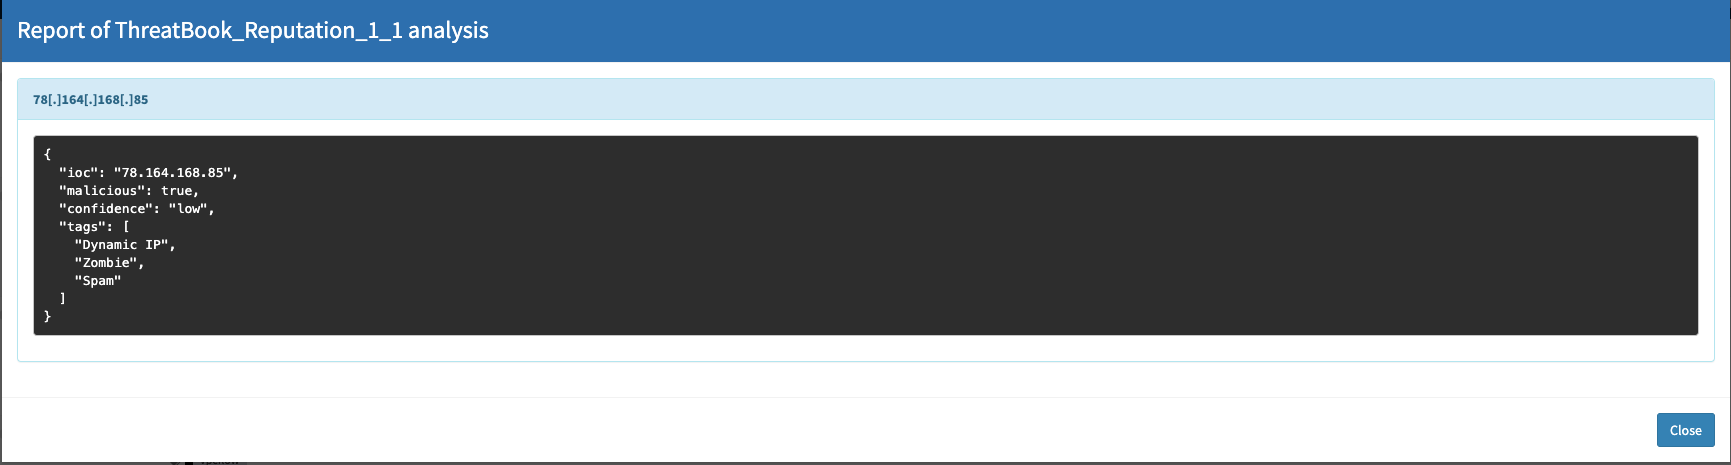 Report of ThreatBook_Reputation_1_1 analysis
78[.]164[.]168[.]85
{
  "ioc": "78.164.168.85",
  "malicious": true,
  "confidence": "low",
  "tags": [
    "Dynamic IP",
    "Zombie",
    "Spam"
  ]
}
Close